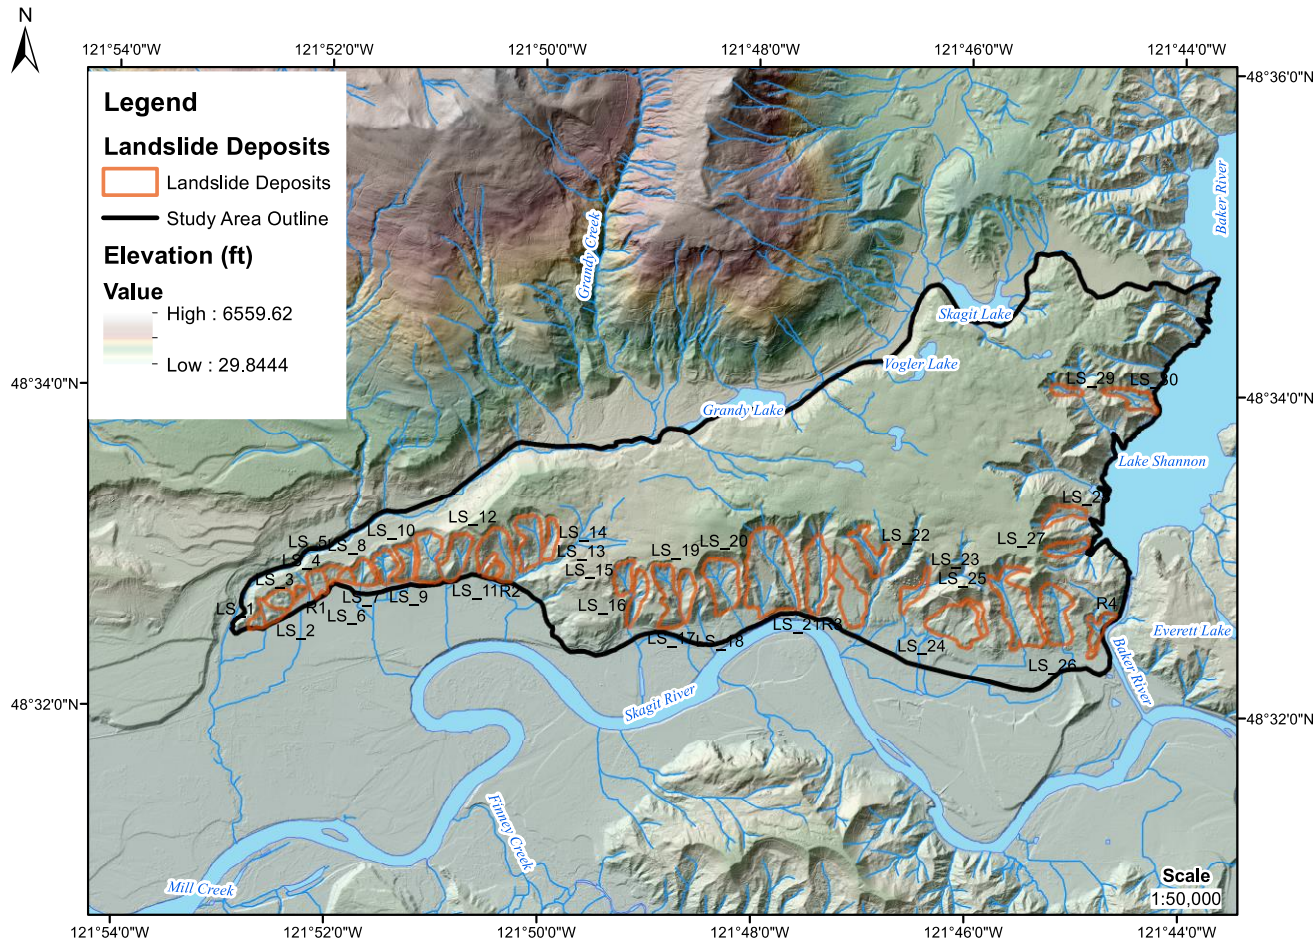 N
121°54'0"W
121°52'0"W
121°50'0"W
121°48'0"W
121°46'0"W
121°44'0"W
Legend
Landslide Deposits
Landslide Deposits
Study Area Outline
Elevation (ft)
Value
High : 6559.62
Low : 29.8444
48°36'0"N
Baker River
Grandy Creek
Skagit Lake
Vogler Lake
48°34'0"N
48°34'0"N
LS_29
LS_30
Grandy Lake
Lake Shannon
LS_2
LS_12
LS_10
LS_14
LS_22
LS_27
LS_5
LS_8
LS_20
LS_13
LS_19
LS_4
LS_23
LS_15
LS_3
LS_25
LS_11
R2
LS_7
LS_9
LS_1
R1
LS_16
R4
LS_6
LS_2
LS_17
LS_18
LS_21
R3
Everett Lake
LS_24
LS_26
Baker River
48°32'0"N
48°32'0"N
Skagit River
Finney Creek
Mill Creek
Scale
1:50,000
121°54'0"W
121°52'0"W
121°50'0"W
121°48'0"W
121°46'0"W
121°44'0"W